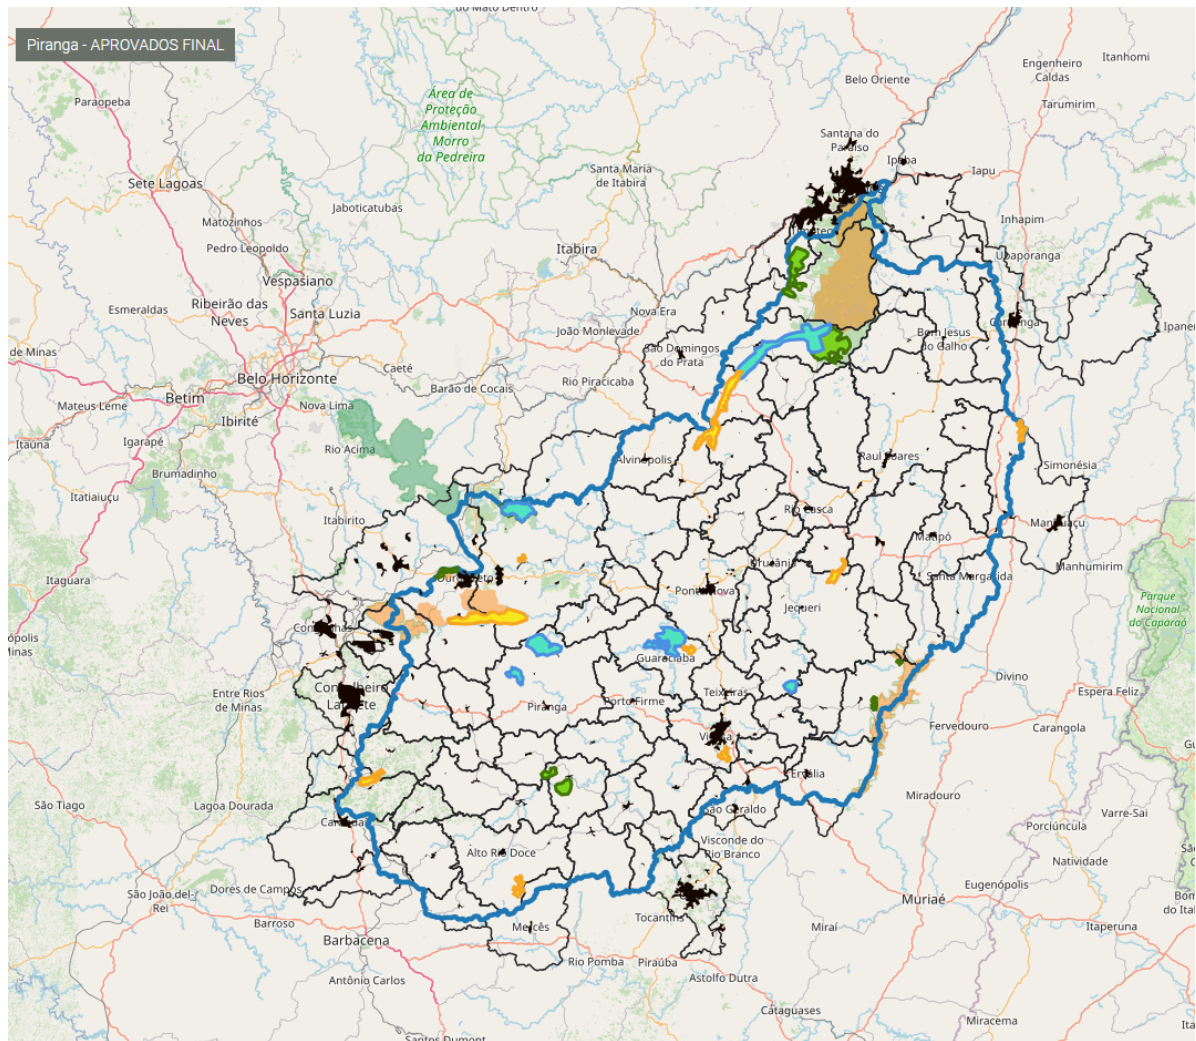 do Mato Dentro
Piranga - APROVADOS FINAL
Itanhomi
Engenheiro
Caldas
Belo Oriente
Paraopeba
Área de
Proteção
Ambiental
Morro
da Pedreira
Tarumirim
Santana do
Paraíso
Ipaba
Iapu
Santa Maria
de Itabira
Sete Lagoas
Jaboticatubas
Matozinhos
Inhapim
Pedro Leopoldo
Itabira
Ubaporanga
Vespasiano
Ribeirão das
Neves
Esmeraldas
Santa Luzia
Nova Era
João Monlevade
Bom Jesus
do Galho
de Minas
São Domingos
do Prata
Caeté
Belo Horizonte
Barão de Cocais
Rio Piracicaba
Betim
Mateus Leme
Nova Lima
Ibirité
Itaúna
Igarapé
Rio Acima
Brumadinho
Alvinópolis
Raul Soares
Simonésia
Itatiaiuçu
Itabirito
Rio Casca
Manhuaçu
Matipó
Manhumirim
Itaguara
Santa Margarida
Ponte Nova
Jequeri
Parque
Nacional
do Caparaó
Guaraciaba
Divino
Entre Rios
de Minas
Conselheiro
Lafaiete
Teixeiras
Espera Feliz
Piranga
Porto Firme
Fervedouro
Carangola
Viçosa
Ervália
São Tiago
Lagoa Dourada
Miradouro
São Geraldo
Varre-Sai
Porciúncula
Visconde do
Rio Branco
Alto Rio Doce
Natividade
São João del-
Rei
Dores de Campos
Eugenópolis
Muriaé
Barroso
Mercês
Tocantins
Miraí
Itaperuna
Barbacena
Rio Pomba
Piraúba
Antônio Carlos
Astolfo Dutra
Cataguases
Miracema
Santos Dumont